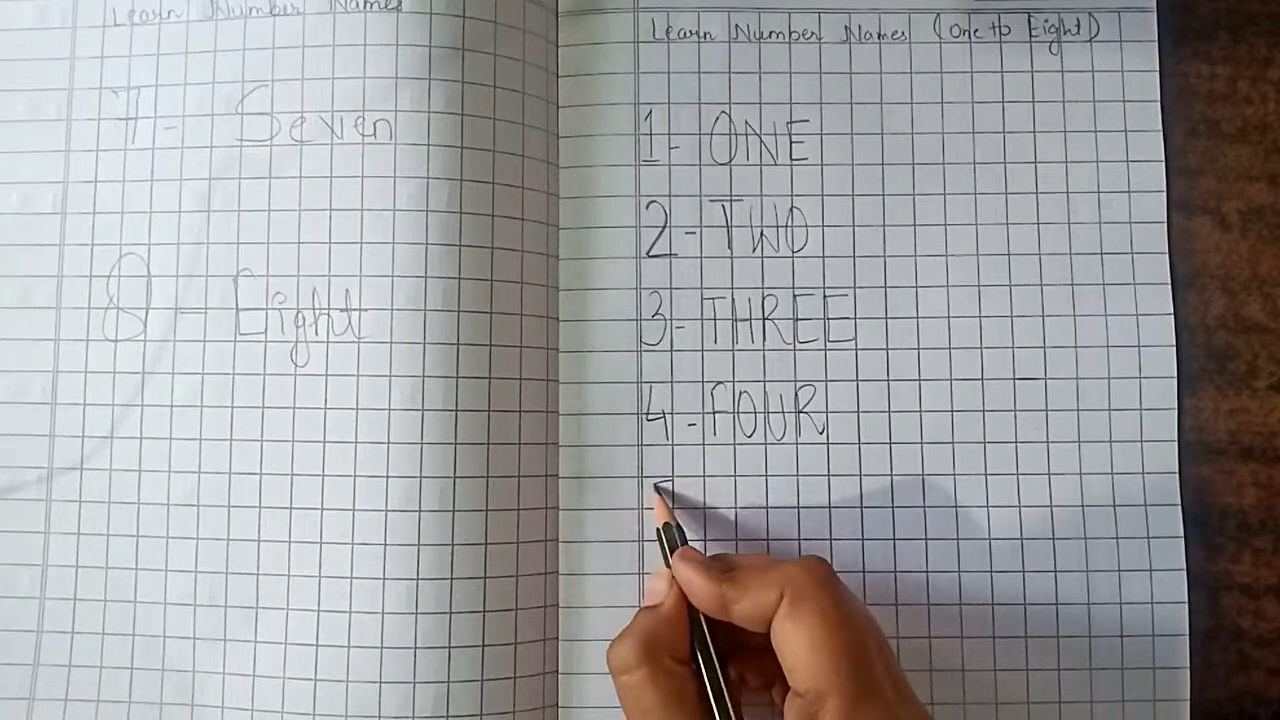 Learn Number Names
7- Seven
8 - Eight
Learn Number Names (One to Eight)
1- ONE
2- TWO
3- THREE
4- FOUR